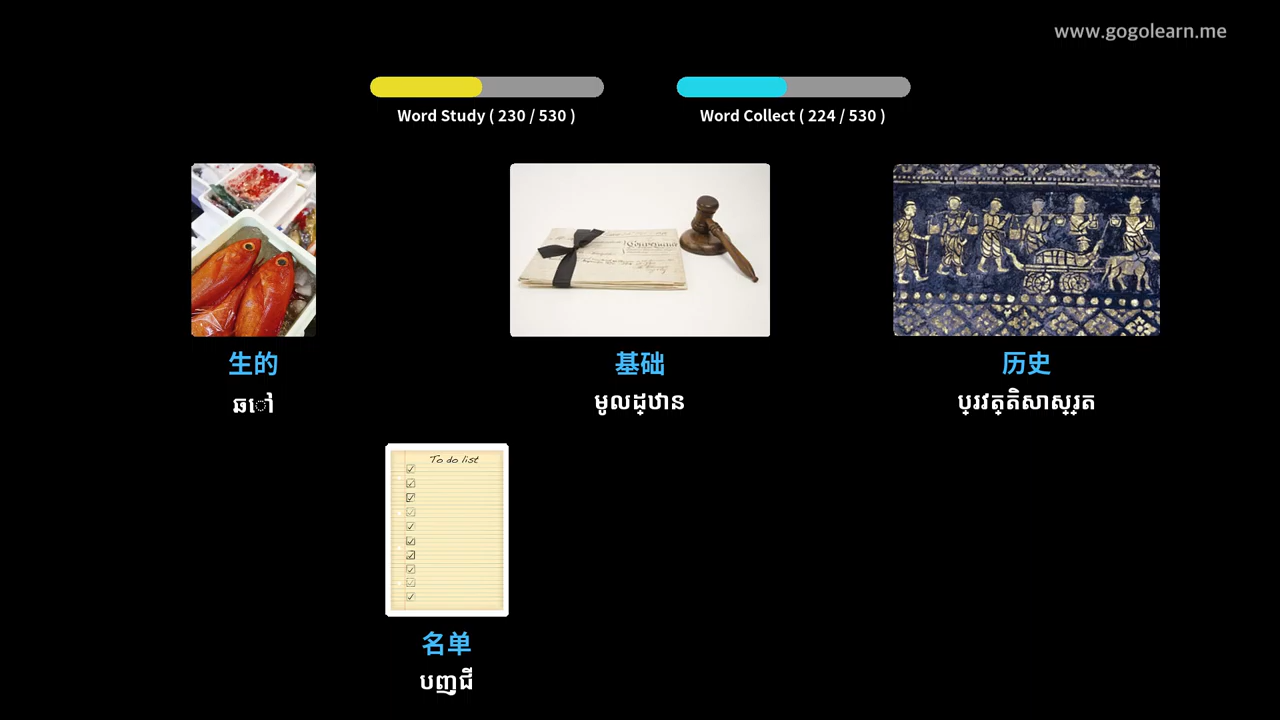 www.gogolearn.me
Word Study ( 230 / 530 )
Word Collect ( 224 / 530 )
生的
ឆៅ
基础
មូលដ្ឋាន
历史
ប្រវត្តិសាស្ត្រ
To do list
名单
បញ្ជី